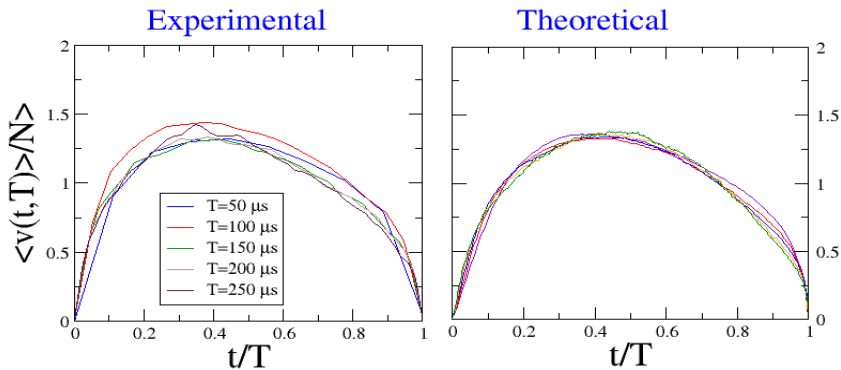 Experimental
Theoretical
<v(t,T)>/N>
2
1.5
1
0.5
0
T=50 μs
T=100 μs
T=150 μs
T=200 μs
T=250 μs
0 0.2 0.4 0.6 0.8 1
t/T
2
1.5
1
0.5
0
0 0.2 0.4 0.6 0.8 1
t/T